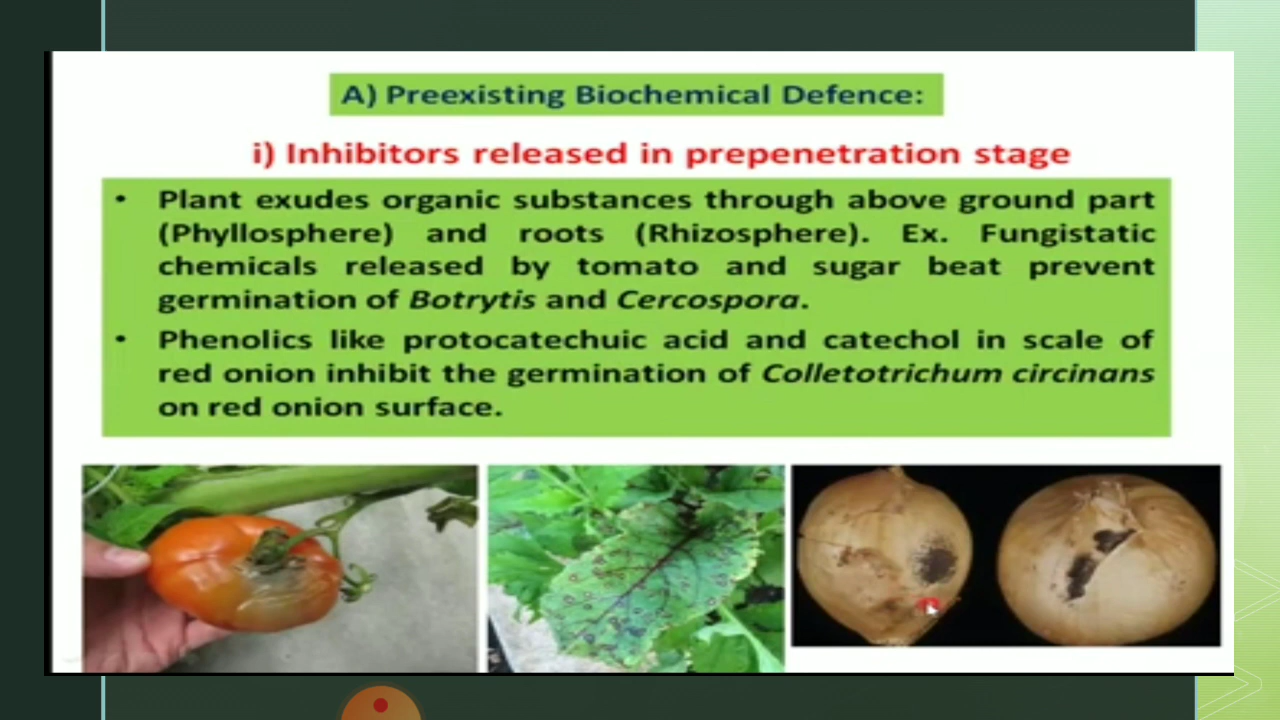 A) Preexisting Biochemical Defence:
i) Inhibitors released in prepenetration stage
• Plant exudes organic substances through above ground part
(Phyllosphere) and roots (Rhizosphere). Ex. Fungistatic
chemicals released by tomato and sugar beat prevent
germination of Botrytis and Cercospora.
• Phenolics like protocatechuic acid and catechol in scale of
red onion inhibit the germination of Colletotrichum circinans
on red onion surface.